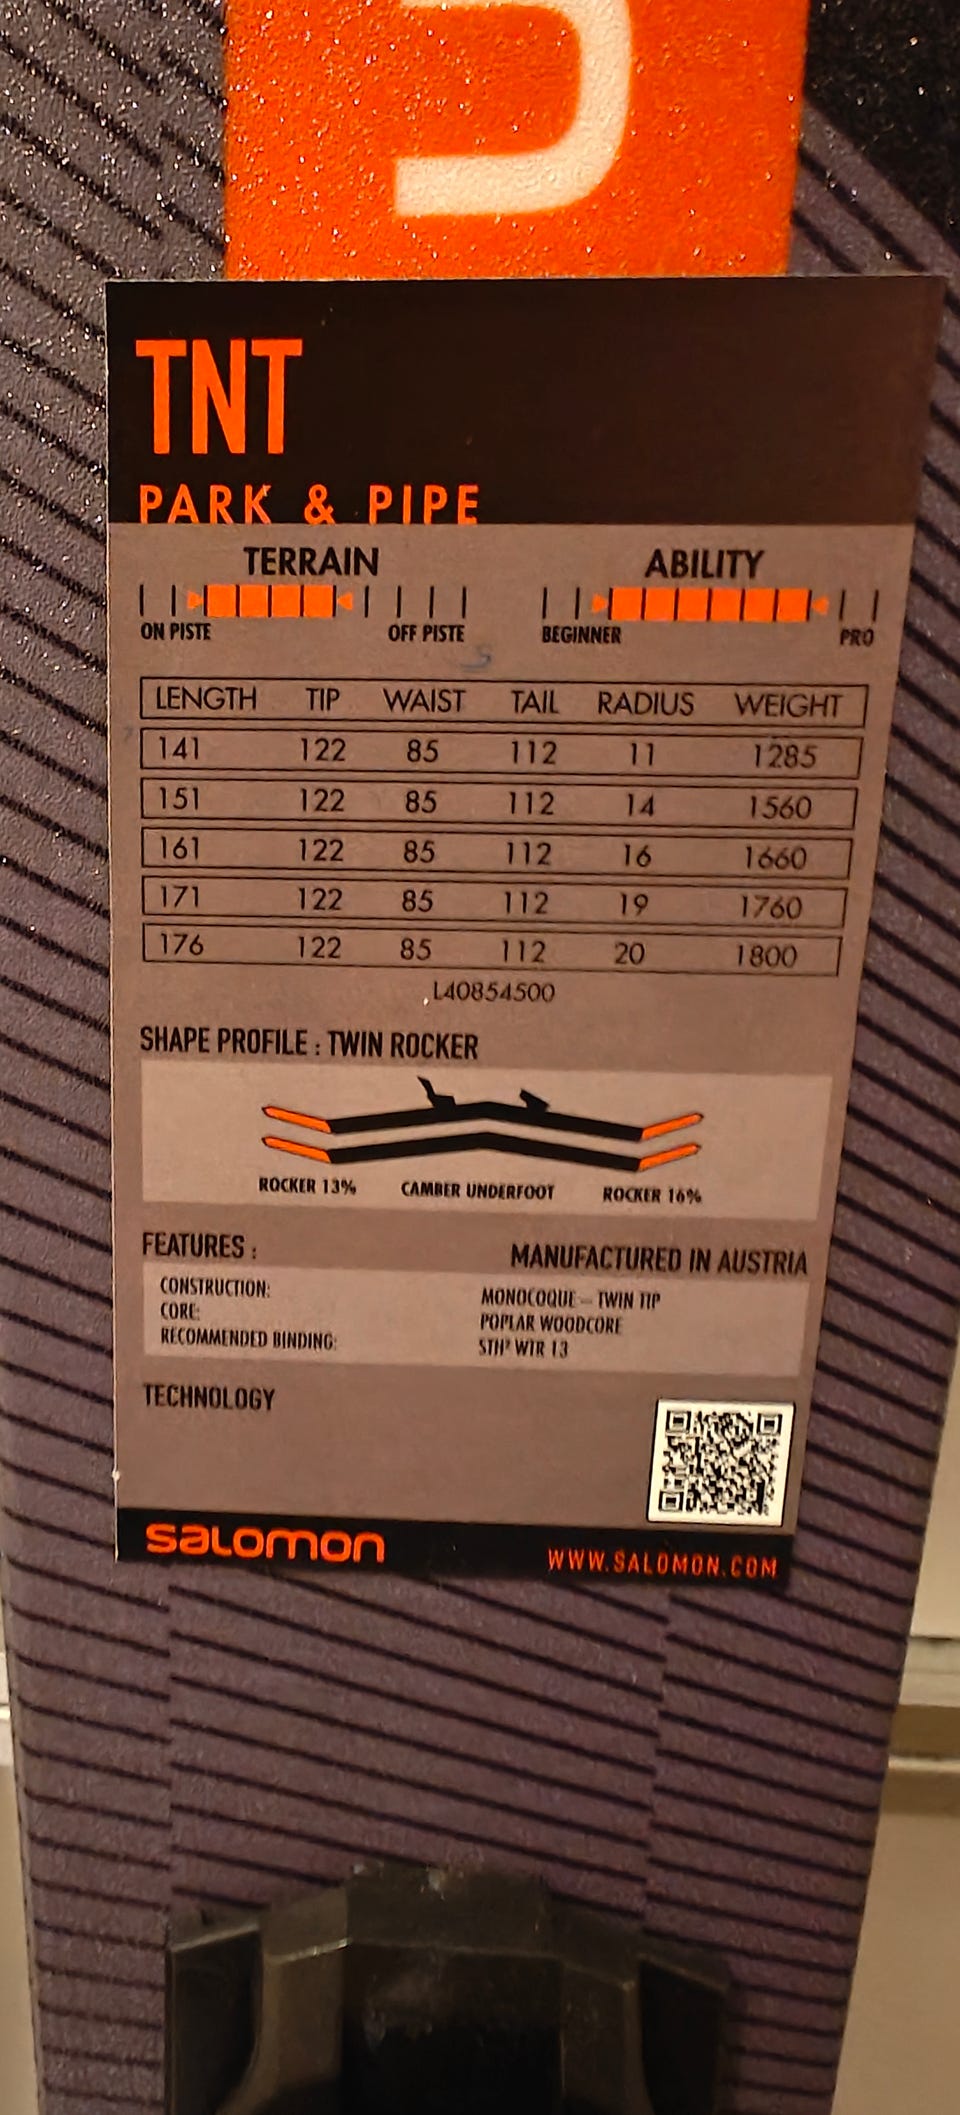 TNT
PARK & PIPE
TERRAIN ABILITY
ON PISTE OFF PISTE BEGINNER PRO
LENGTH TIP WAIST TAIL RADIUS WEIGHT
141 122 85 112 11 1285
151 122 85 112 14 1560
161 122 85 112 16 1660
171 122 85 112 19 1760
176 122 85 112 20 1800
L40854500
SHAPE PROFILE : TWIN ROCKER
ROCKER 13% CAMBER UNDERFOOT ROCKER 16%
FEATURES : MANUFACTURED IN AUSTRIA
CONSTRUCTION: MONOCOQUE – TWIN TIP
CORE: POPLAR WOODCORE
RECOMMENDED BINDING: STH² WTR 13
TECHNOLOGY
salomon
WWW.SALOMON.COM